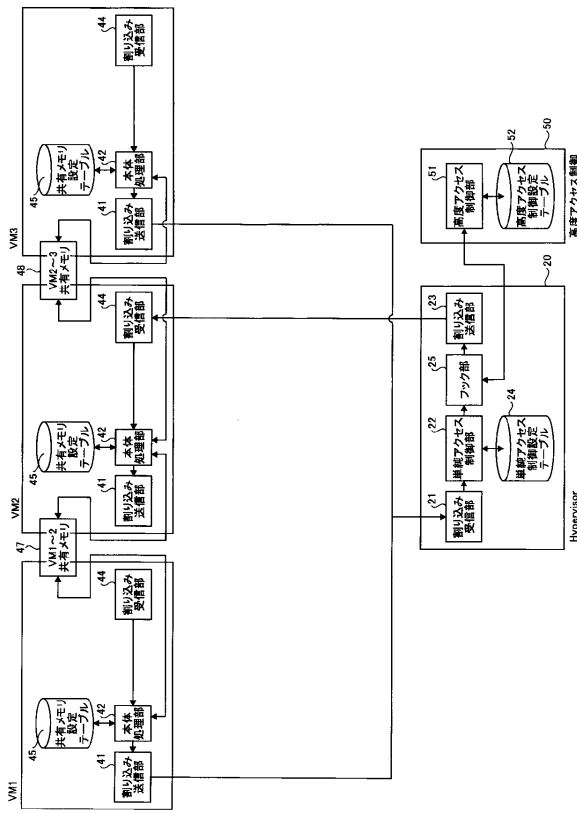 VM1
45
共有メモリ
設定
テーブル
42
本体
処理部
41
割り込み
送信部
44
割り込み
受信部
47
VM1～2
共有メモリ
VM2
45
共有メモリ
設定
テーブル
42
本体
処理部
41
割り込み
送信部
44
割り込み
受信部
48
VM2～3
共有メモリ
VM3
45
共有メモリ
設定
テーブル
42
本体
処理部
41
割り込み
送信部
44
割り込み
受信部
21
割り込み
受信部
22
単純アクセス
制御部
24
単純アクセス
制御設定
テーブル
25
フック部
23
割り込み
送信部
20
Hypervisor
51
高度アクセス
制御部
52
高度アクセス
制御設定
テーブル
50
高度アクセス制御